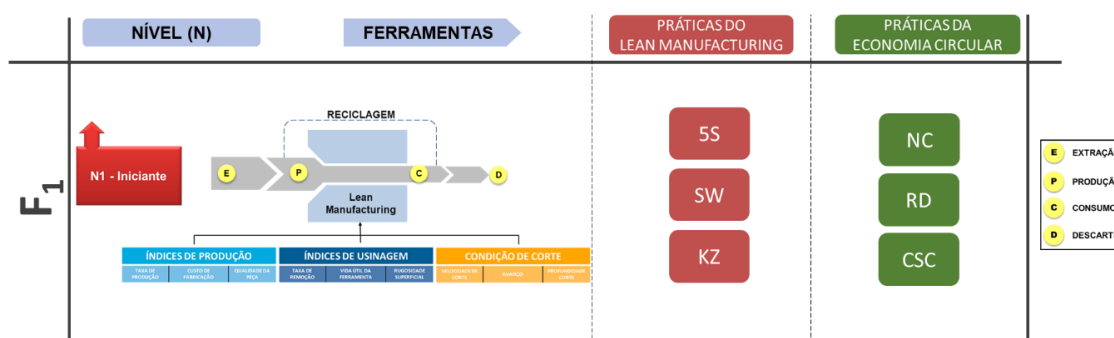 NÍVEL (N)
FERRAMENTAS
PRÁTICAS DO
LEAN MANUFACTURING
PRÁTICAS DA
ECONOMIA CIRCULAR
F1
N1 - Iniciante
RECICLAGEM
E
P
C
D
Lean
Manufacturing
ÍNDICES DE PRODUÇÃO
ÍNDICES DE USINAGEM
CONDIÇÃO DE CORTE
TAXA DE
PRODUÇÃO
CUSTO DE
FABRICAÇÃO
QUALIDADE DA
PEÇA
TAXA DE
REMOÇÃO
VIDA ÚTIL DA
FERRAMENTA
RUGOSIDADE
SUPERFICIAL
VELOCIDADE DE
CORTE
AVANÇO
PROFUNDIDADE
CORTE
5S
SW
KZ
NC
RD
CSC
E EXTRAÇÃ
P PRODUÇÃ
C CONSUMO
D DESCART